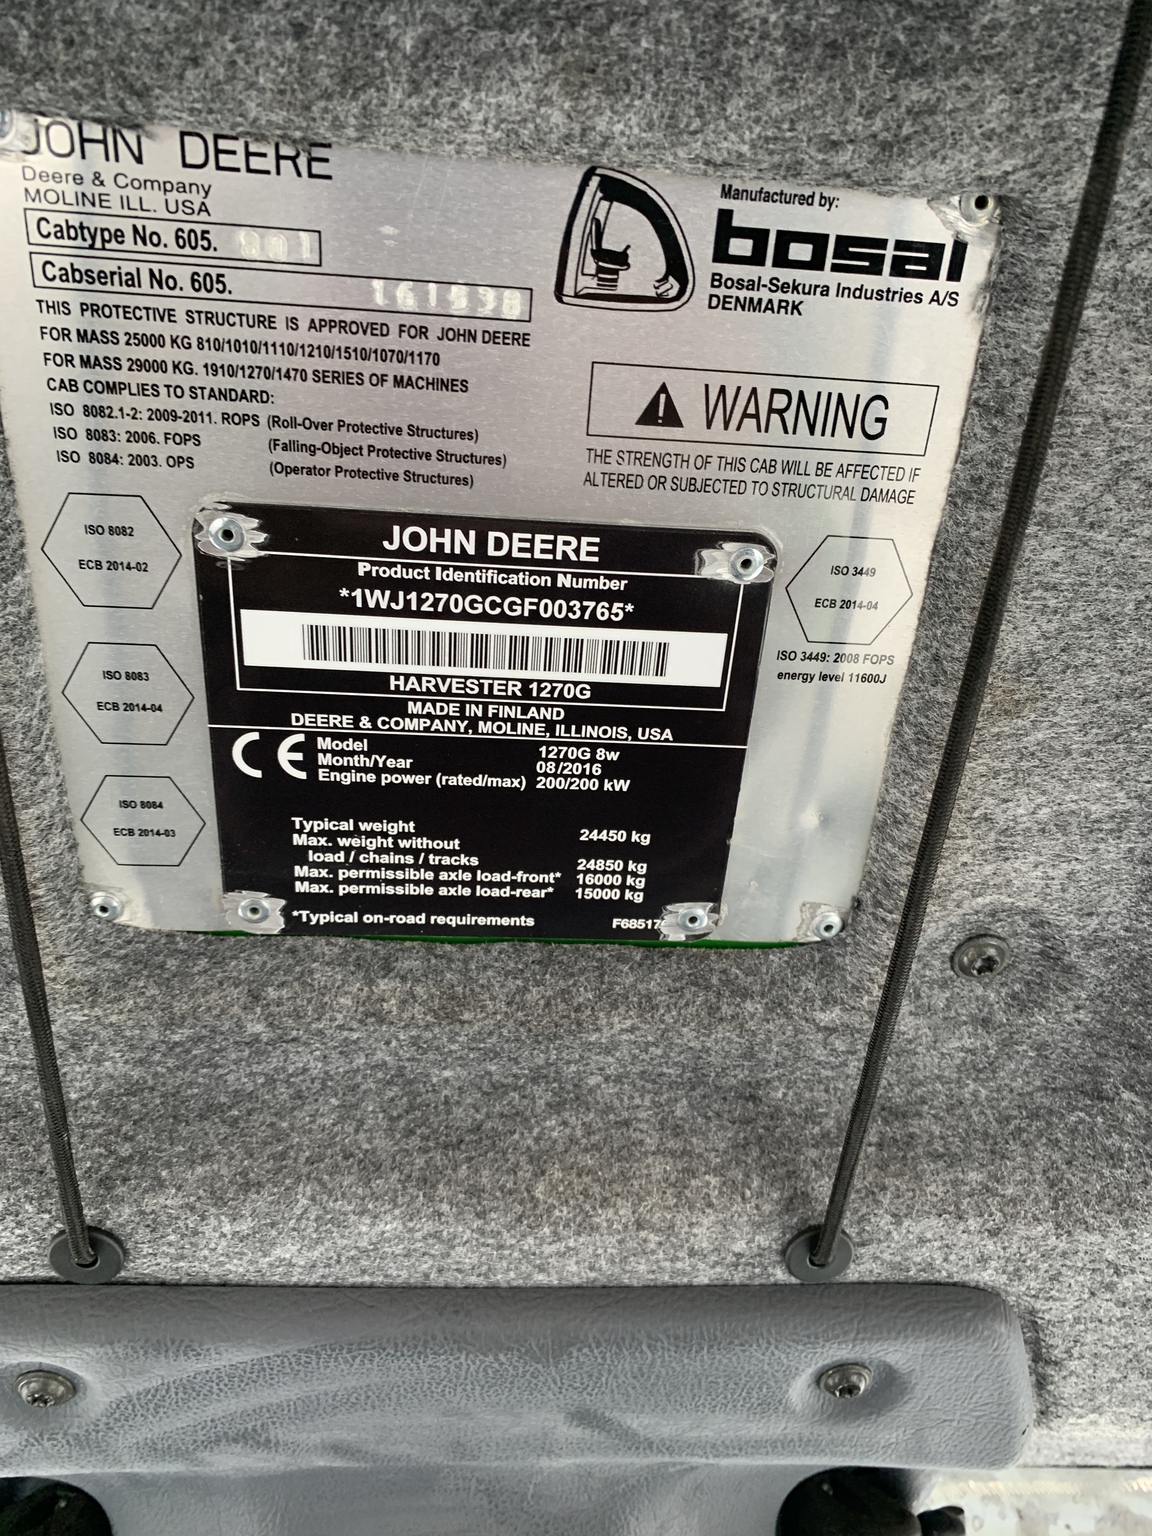 JOHN DEERE
Deere & Company
MOLINE ILL. USA
Cabtype No. 605. 801
Cabserial No. 605.
THIS PROTECTIVE STRUCTURE IS APPROVED FOR JOHN DEERE
FOR MASS 25000 KG 810/1010/1110/1210/1510/1070/1170
FOR MASS 29000 KG. 1910/1270/1470 SERIES OF MACHINES
CAB COMPLIES TO STANDARD:
ISO 8082.1-2: 2009-2011. ROPS (Roll-Over Protective Structures)
ISO 8083: 2006. FOPS (Falling-Object Protective Structures)
ISO 8084: 2003. OPS (Operator Protective Structures)
Manufactured by:
bosal
Bosal-Sekura Industries A/S
DENMARK
WARNING
THE STRENGTH OF THIS CAB WILL BE AFFECTED IF
ALTERED OR SUBJECTED TO STRUCTURAL DAMAGE
ISO 8082
ECB 2014-02
ISO 8083
ECB 2014-04
ISO 8084
ECB 2014-03
ISO 3449
ECB 2014-04
ISO 3449: 2008 FOPS
energy level 11600J
JOHN DEERE
Product Identification Number
*1WJ1270GCGF003765*
HARVESTER 1270G
MADE IN FINLAND
DEERE & COMPANY, MOLINE, ILLINOIS, USA
CE
Model 1270G 8w
Month/Year 08/2016
Engine power (rated/max) 200/200 kW
Typical weight 24450 kg
Max. weight without
load / chains / tracks 24850 kg
Max. permissible axle load-front* 16000 kg
Max. permissible axle load-rear* 15000 kg
*Typical on-road requirements F68517